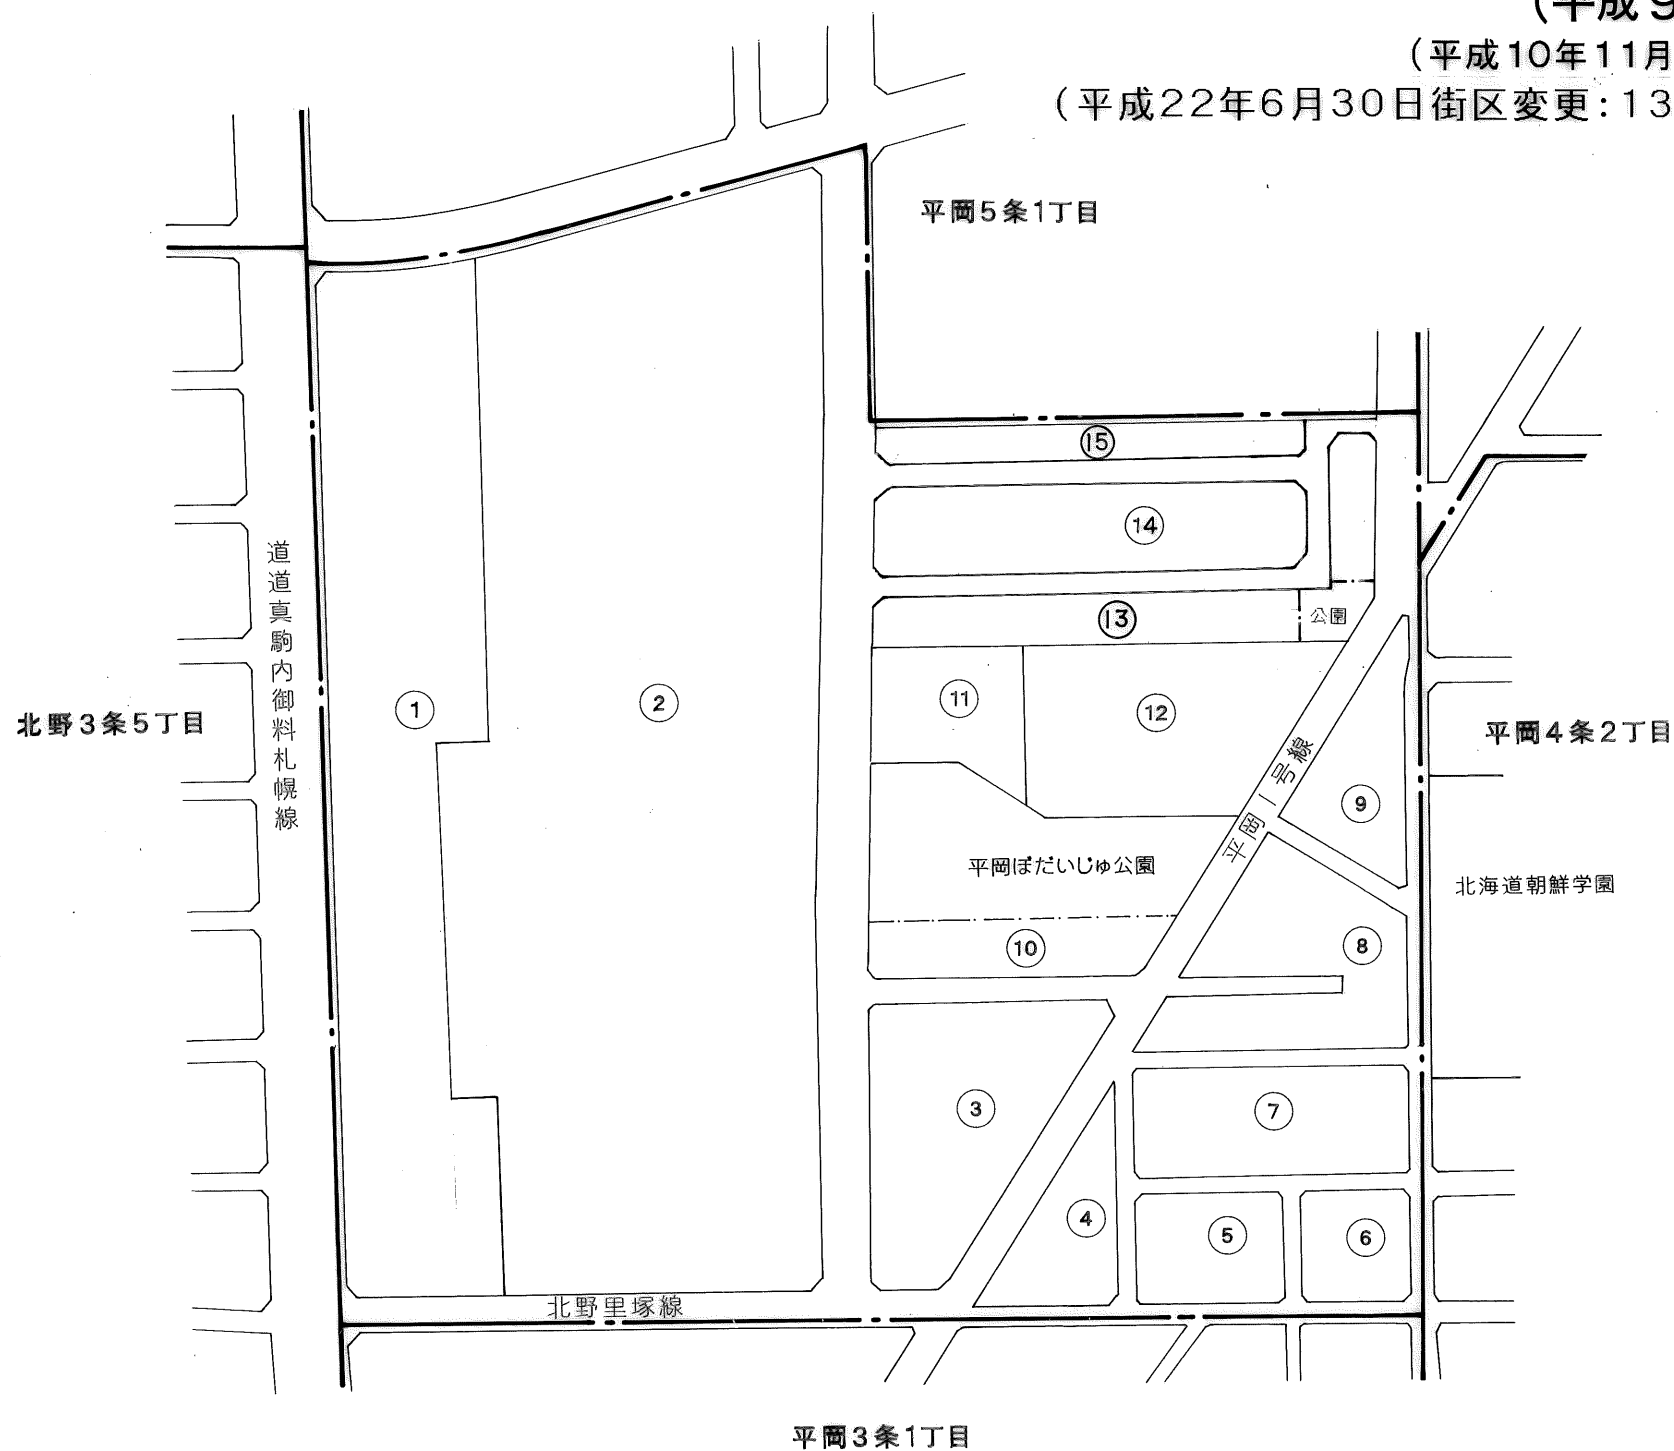 (平成9
(平成10年11月
(平成22年6月30日街区変更:13
平岡5条1丁目
15
14
13
公園
道道真駒内御料札幌線
11
12
1
2
北野3条5丁目
平岡4条2丁目
平岡1号線
9
平岡ぼだいじゅ公園
北海道朝鮮学園
10
8
3
7
4
5
6
北野里塚線
平岡3条1丁目